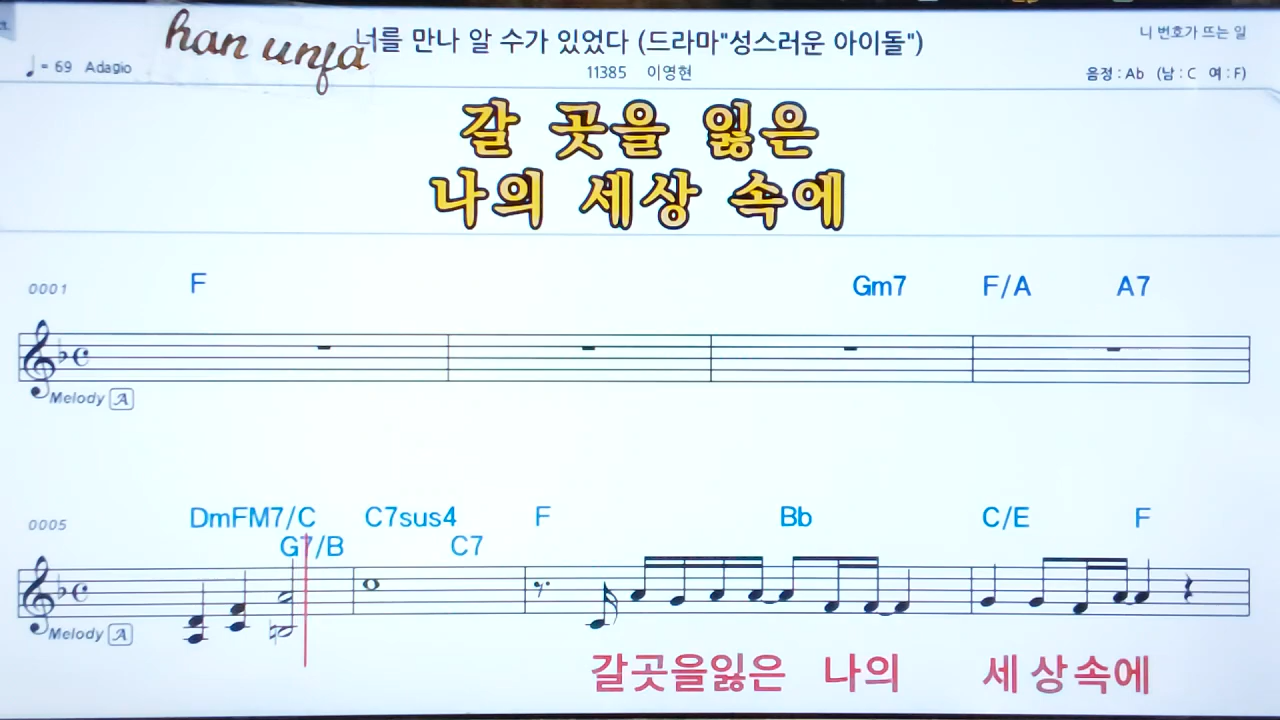 han unfa
너를 만나 알 수가 있었다 (드라마"성스러운 아이돌")
니 번호가 뜨는 일
♩= 69 Adagio
11385 이영현
음정 : Ab (남 : C 여 : F)
갈 곳을 잃은
나의 세상 속에
0001 F Gm7 F/A A7
Melody A
0005 DmFM7/C C7sus4 F Bb C/E F
G7/B C7
Melody A
갈곳을잃은 나의 세 상 속에